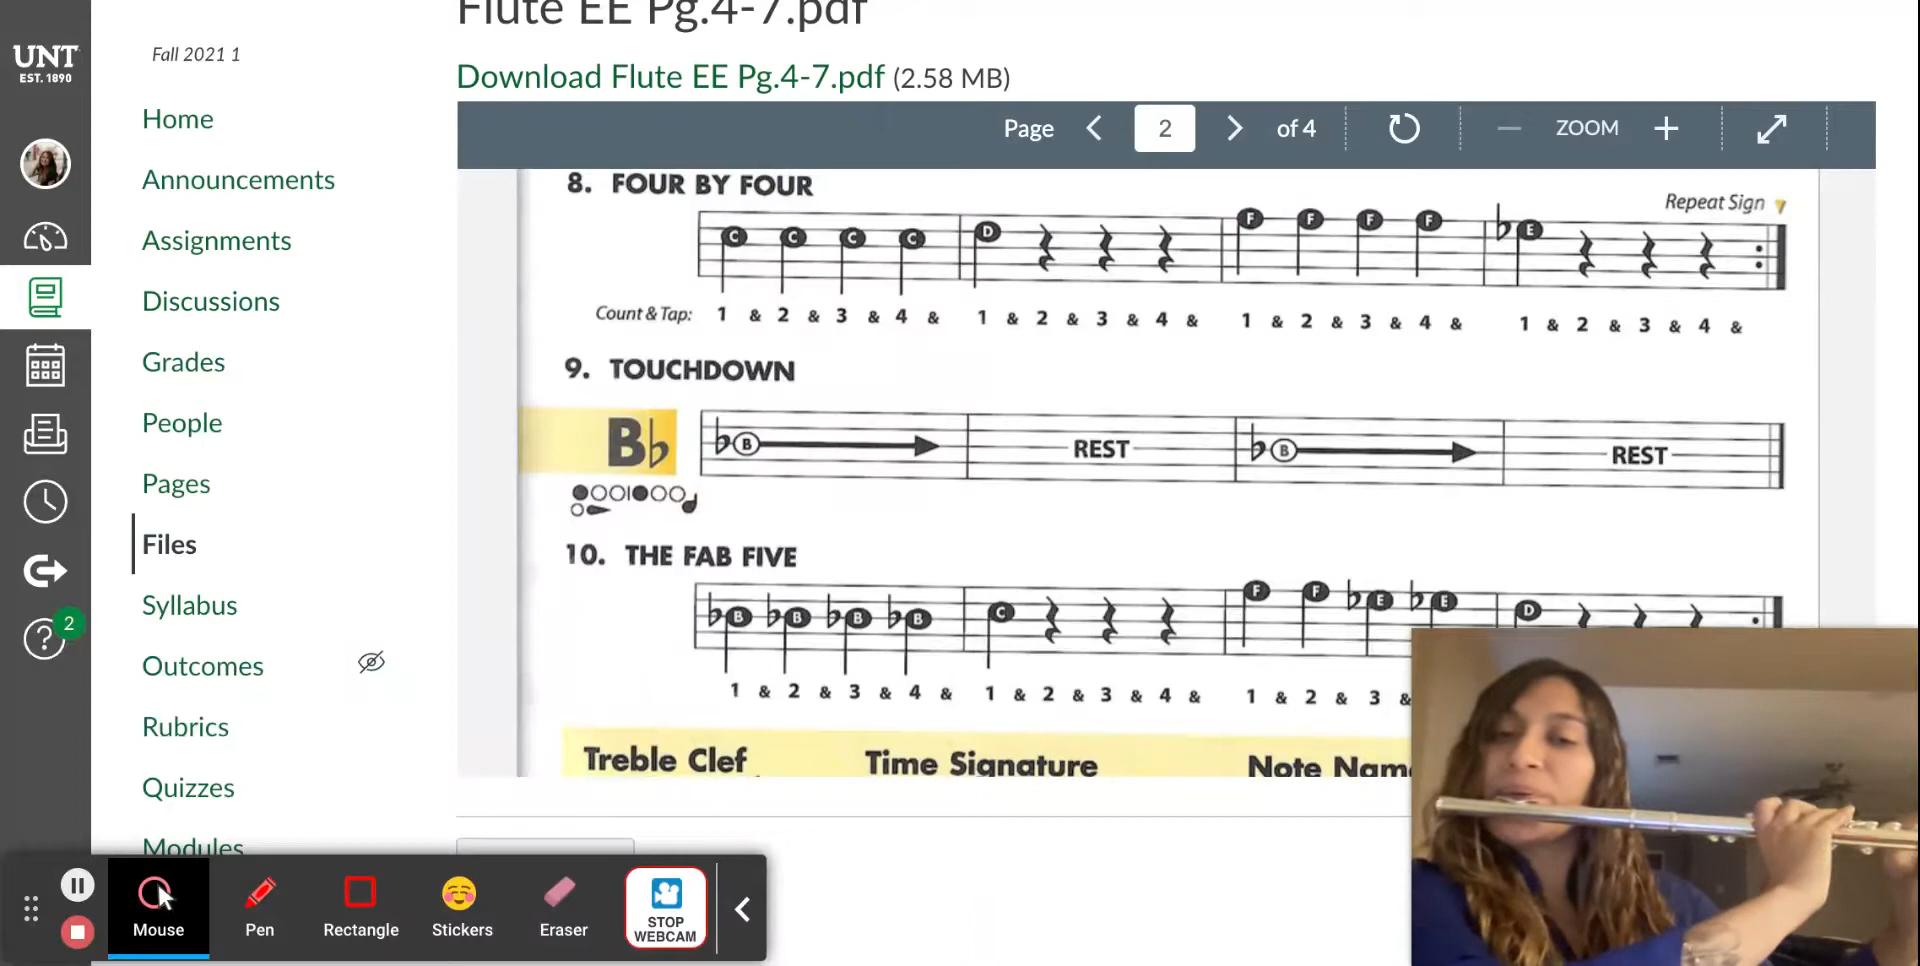 Flute EE Pg.4-7.pdf
UNT
EST. 1890
Fall 2021 1
Download Flute EE Pg.4-7.pdf (2.58 MB)
Home
Announcements
Assignments
Discussions
Grades
People
Pages
Files
Syllabus
Outcomes
Rubrics
Quizzes
Modules
2
Page 2 of 4 ZOOM
8. FOUR BY FOUR
Repeat Sign
C C C C D F F F F ♭E
Count & Tap: 1 & 2 & 3 & 4 & 1 & 2 & 3 & 4 & 1 & 2 & 3 & 4 & 1 & 2 & 3 & 4 &
9. TOUCHDOWN
B♭ ♭B REST ♭B REST
10. THE FAB FIVE
♭B ♭B ♭B ♭B C F F ♭E ♭E D
1 & 2 & 3 & 4 & 1 & 2 & 3 & 4 & 1 & 2 & 3 &
Treble Clef Time Signature Note Nam
Mouse Pen Rectangle Stickers Eraser STOP
WEBCAM